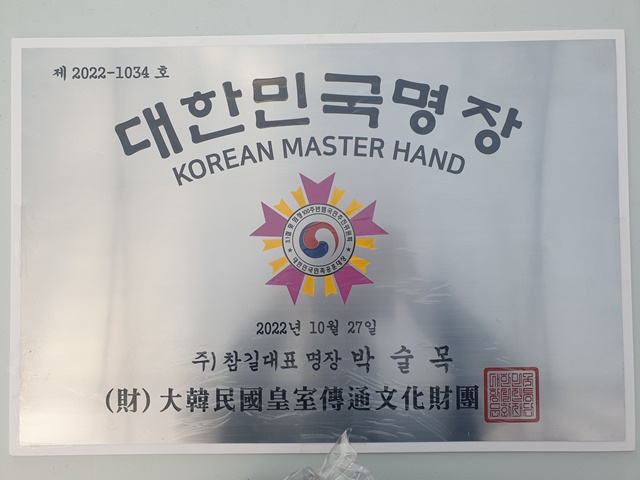 제 2022-1034 호
대한민국명장
KOREAN MASTER HAND
2022년 10월 27일
주) 참길대표 명장 박 술 목
(財) 大韓民國皇室傳通文化財團